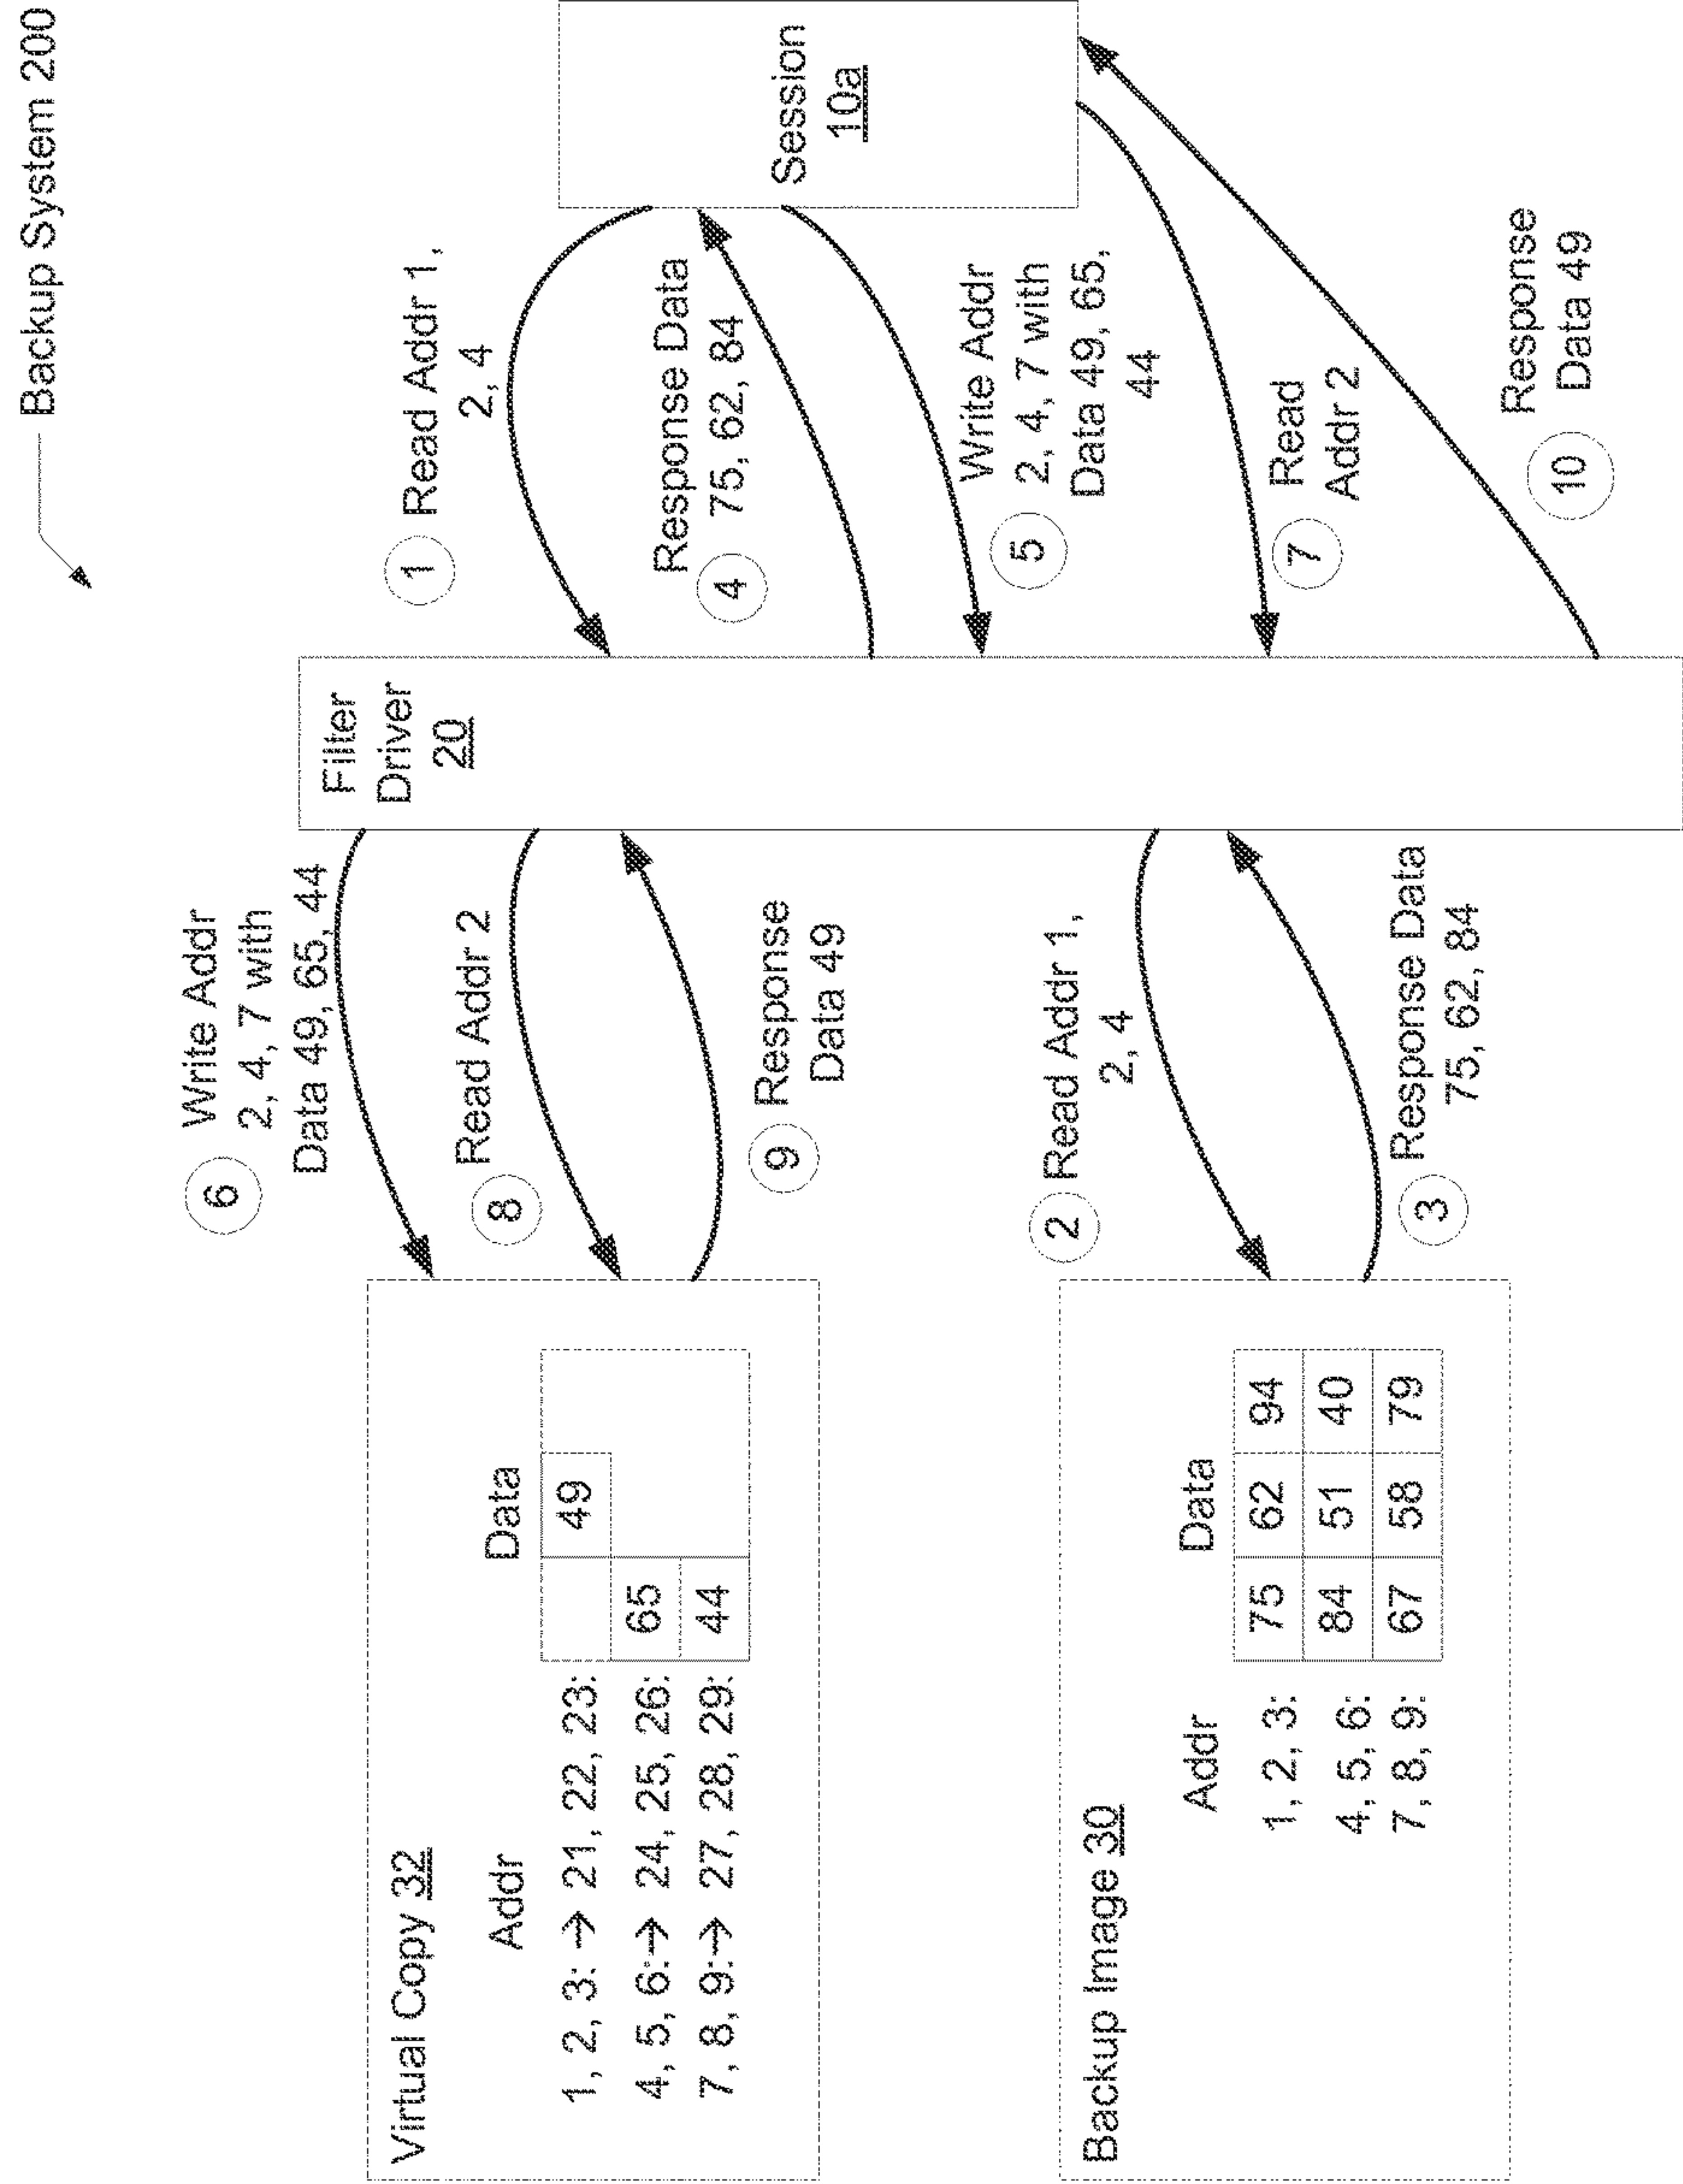 Backup System 200
Virtual Copy 32
Addr
Data
1, 2, 3: → 21, 22, 23:
49
4, 5, 6:→ 24, 25, 26:
65
7, 8, 9:→ 27, 28, 29:
44
6
Write Addr
2, 4, 7 with
Data 49, 65, 44
8
Read Addr 2
9
Response
Data 49
Backup Image 30
Addr
Data
1, 2, 3:
75 62 94
4, 5, 6:
84 51 40
7, 8, 9:
67 58 79
2
Read Addr 1,
2, 4
3
Response Data
75, 62, 84
Filter
Driver
20
1
Read Addr 1,
2, 4
4
Response Data
75, 62, 84
5
Write Addr
2, 4, 7 with
Data 49, 65,
44
7
Read
Addr 2
10
Response
Data 49
Session
10a